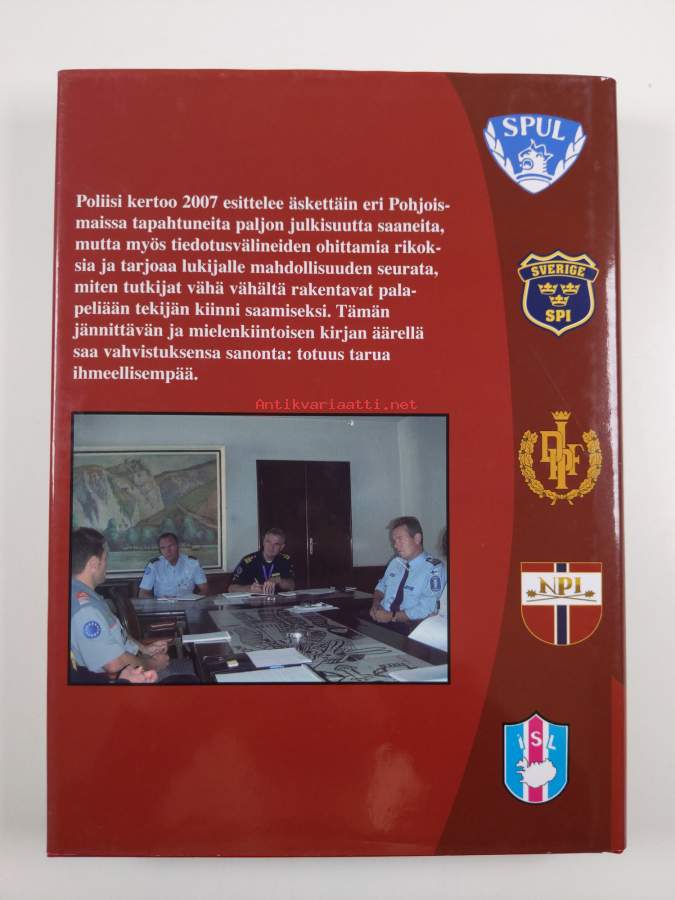 SPUL
Poliisi kertoo 2007 esittelee äskettäin eri Pohjois-
maissa tapahtuneita paljon julkisuutta saaneita,
mutta myös tiedotusvälineiden ohittamia rikok-
sia ja tarjoaa lukijalle mahdollisuuden seurata,
miten tutkijat vähä vähältä rakentavat pala-
peliään tekijän kiinni saamiseksi. Tämän
jännittävän ja mielenkiintoisen kirjan äärellä
saa vahvistuksensa sanonta: totuus tarua
ihmeellisempää.
SVERIGE
SPI
Antikvariaatti.net
NPI
ISL